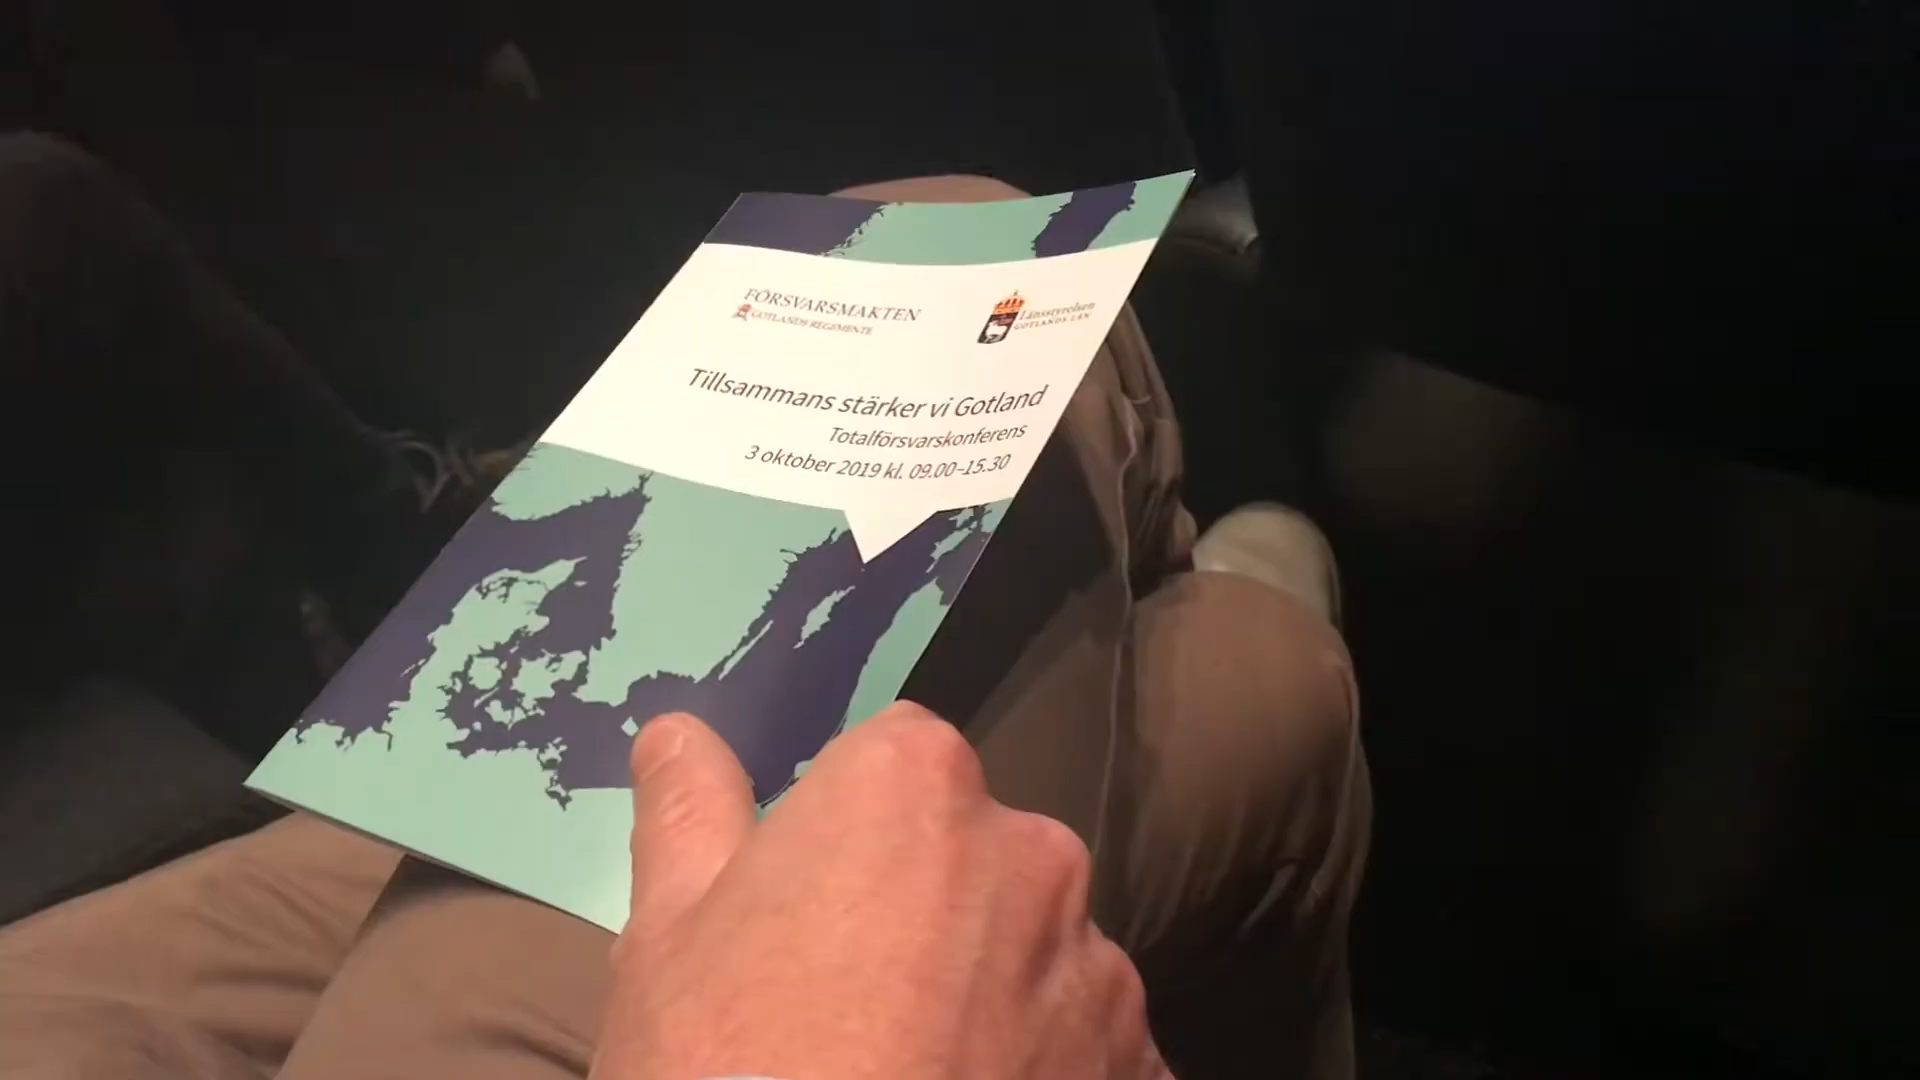 FÖRSVARSMAKTEN
GOTLANDS REGEMENTE
Länsstyrelsen
GOTLANDS LÄN
Tillsammans stärker vi Gotland
Totalförsvarskonferens
3 oktober 2019 kl. 09.00–15.30